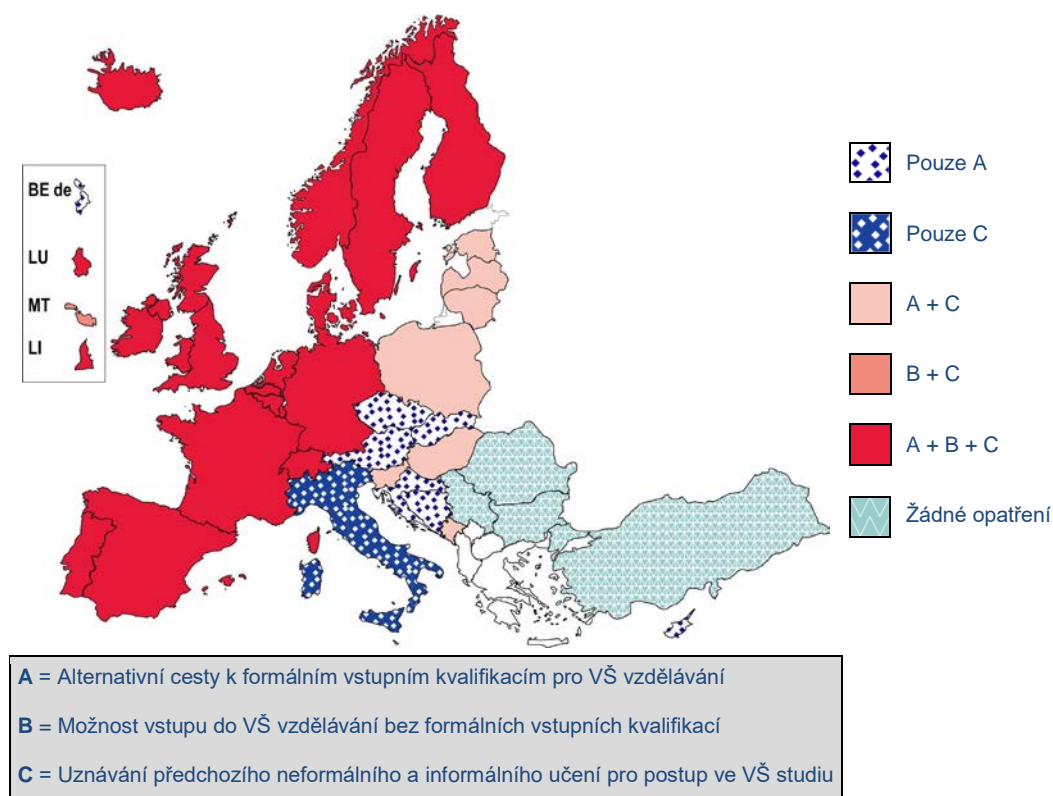 BE de
LU
MT
LI
Pouze A
Pouze C
A + C
B + C
A + B + C
Žádné opatření
A = Alternativní cesty k formálním vstupním kvalifikacím pro VŠ vzdělávání
B = Možnost vstupu do VŠ vzdělávání bez formálních vstupních kvalifikací
C = Uznávání předchozího neformálního a informálního učení pro postup ve VŠ studiu